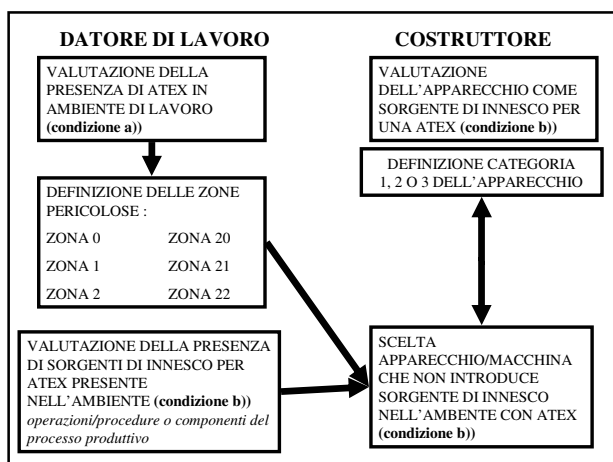 DATORE DI LAVORO
VALUTAZIONE DELLA
PRESENZA DI ATEX IN
AMBIENTE DI LAVORO
(condizione a))
DEFINIZIONE DELLE ZONE
PERICOLOSE :
ZONA 0 ZONA 20
ZONA 1 ZONA 21
ZONA 2 ZONA 22
VALUTAZIONE DELLA PRESENZA
DI SORGENTI DI INNESCO PER
ATEX PRESENTE
NELL'AMBIENTE (condizione b))
operazioni/procedure o componenti del
processo produttivo
COSTRUTTORE
VALUTAZIONE
DELL'APPARECCHIO COME
SORGENTE DI INNESCO PER
UNA ATEX (condizione b))
DEFINIZIONE CATEGORIA
1, 2 O 3 DELL'APPARECCHIO
SCELTA
APPARECCHIO/MACCHINA
CHE NON INTRODUCE
SORGENTE DI INNESCO
NELL'AMBENTE CON ATEX
(condizione b))